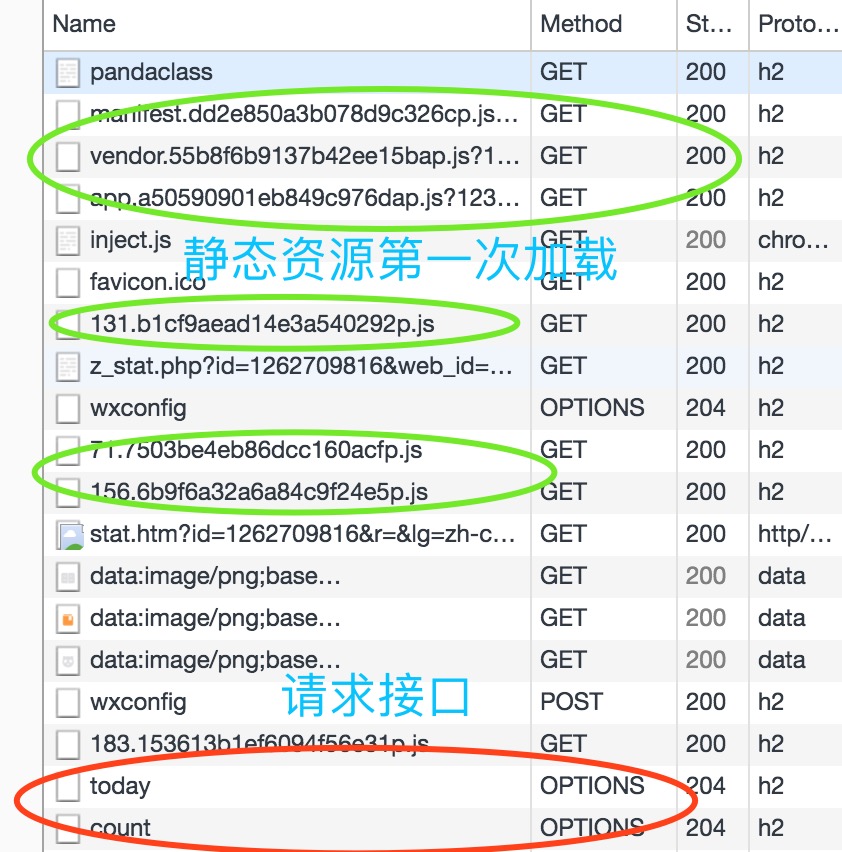 Name Method St... Proto...
pandaclass GET 200 h2
manifest.dd2e850a3b078d9c326cp.js... GET 200 h2
vendor.55b8f6b9137b42ee15bap.js?1... GET 200 h2
app.a50590901eb849c976dap.js?123... GET 200 h2
inject.js GET 200 chro...
静态资源第一次加载
favicon.ico GET 200 h2
131.b1cf9aead14e3a540292p.js GET 200 h2
z_stat.php?id=1262709816&web_id=... GET 200 h2
wxconfig OPTIONS 204 h2
71.7503be4eb86dcc160acfp.js GET 200 h2
156.6b9f6a32a6a84c9f24e5p.js GET 200 h2
stat.htm?id=1262709816&r=&lg=zh-c... GET 200 http/...
data:image/png;base... GET 200 data
data:image/png;base... GET 200 data
data:image/png;base... GET 200 data
请求接口
wxconfig POST 200 h2
183.153613b1ef6094f56e31p.js GET 200 h2
today OPTIONS 204 h2
count OPTIONS 204 h2